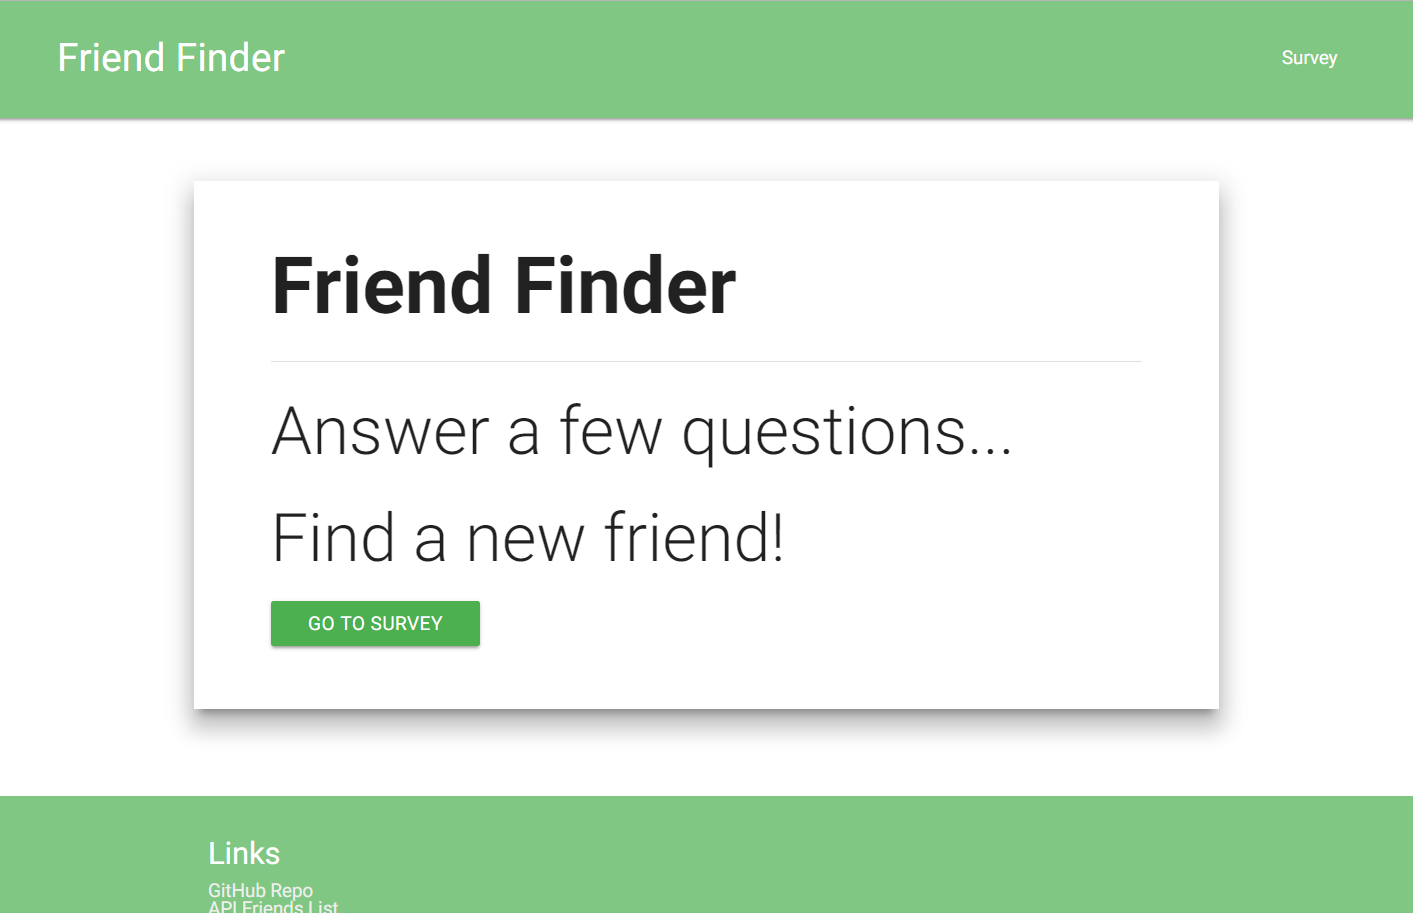 Friend Finder
Survey
Friend Finder
Answer a few questions...
Find a new friend!
GO TO SURVEY
Links
GitHub Repo
API Friends List